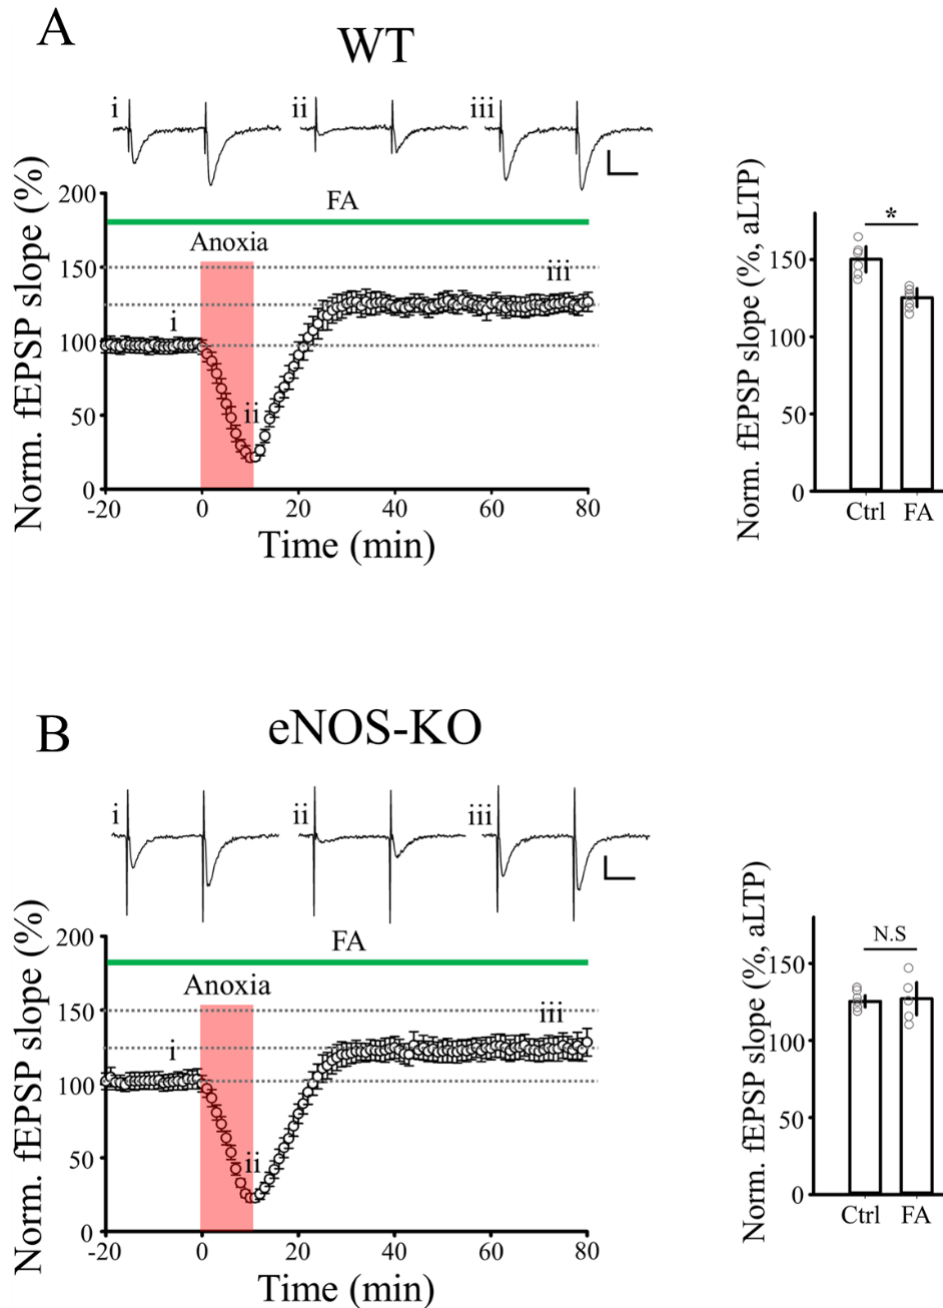 A
WT
i
ii
iii
Norm. fEPSP slope (%)
200
150
100
50
0
FA
Anoxia
i
ii
iii
-20
0
20
40
60
80
Time (min)
Norm. fEPSP slope (%, aLTP)
150
100
50
0
*
Ctrl
FA
B
eNOS-KO
i
ii
iii
Norm. fEPSP slope (%)
200
150
100
50
0
FA
Anoxia
i
ii
iii
-20
0
20
40
60
80
Time (min)
Norm. fEPSP slope (%, aLTP)
150
100
50
0
N.S
Ctrl
FA